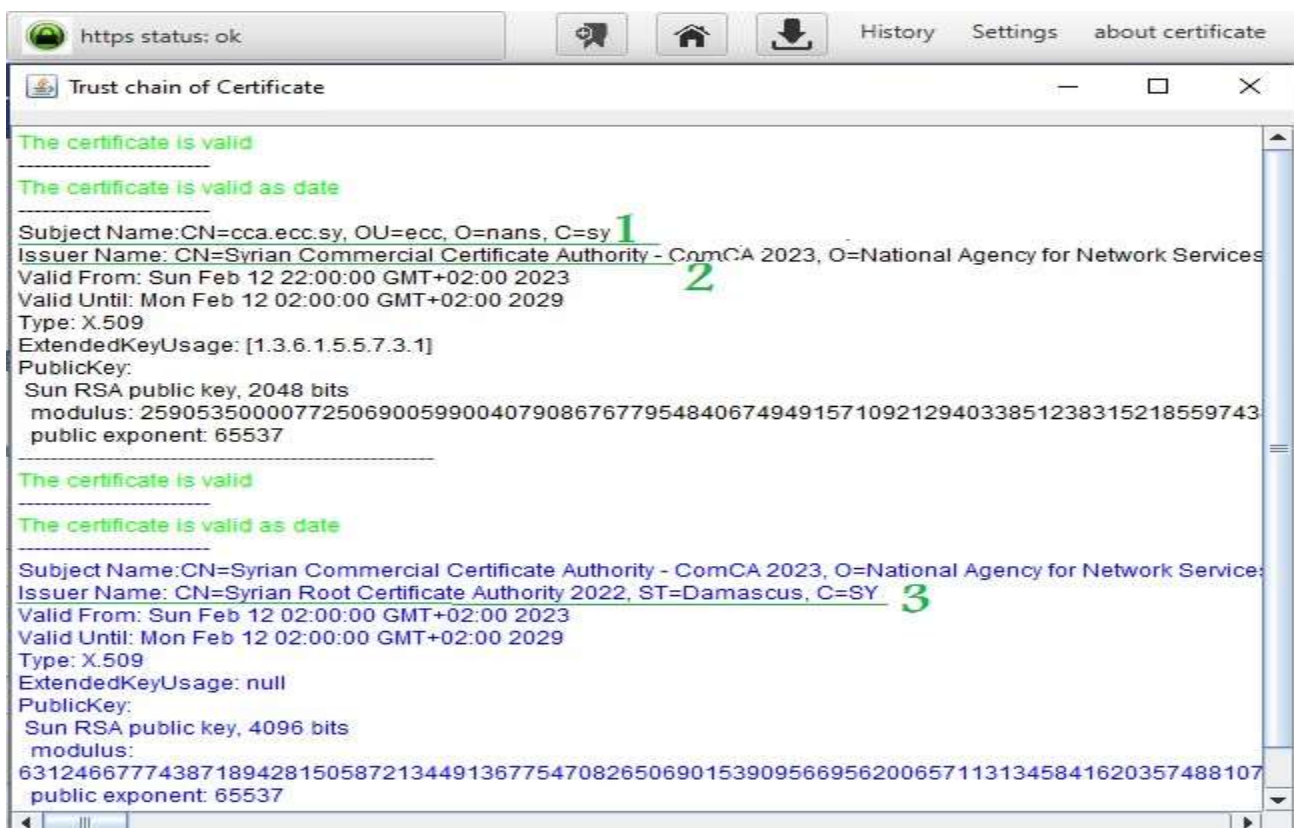 https status: ok History Settings about certificate
Trust chain of Certificate
The certificate is valid
------------------------
The certificate is valid as date
------------------------
Subject Name:CN=cca.ecc.sy, OU=ecc, O=nans, C=sy 1
Issuer Name: CN=Syrian Commercial Certificate Authority - ComCA 2023, O=National Agency for Network Services
2
Valid From: Sun Feb 12 22:00:00 GMT+02:00 2023
Valid Until: Mon Feb 12 02:00:00 GMT+02:00 2029
Type: X.509
ExtendedKeyUsage: [1.3.6.1.5.5.7.3.1]
PublicKey:
Sun RSA public key, 2048 bits
modulus: 25905350000772506900599004079086767795484067494915710921294033851238315218559743
public exponent: 65537
----------------------------------------------------
The certificate is valid
------------------------
The certificate is valid as date
------------------------
Subject Name:CN=Syrian Commercial Certificate Authority - ComCA 2023, O=National Agency for Network
Issuer Name: CN=Syrian Root Certificate Authority 2022, ST=Damascus, C=SY 3
Valid From: Sun Feb 12 02:00:00 GMT+02:00 2023
Valid Until: Mon Feb 12 02:00:00 GMT+02:00 2029
Type: X.509
ExtendedKeyUsage: null
PublicKey:
Sun RSA public key, 4096 bits
modulus:
63124667774387189428150587213449136775470826506901539095669562006571131345841620357488107
public exponent: 65537